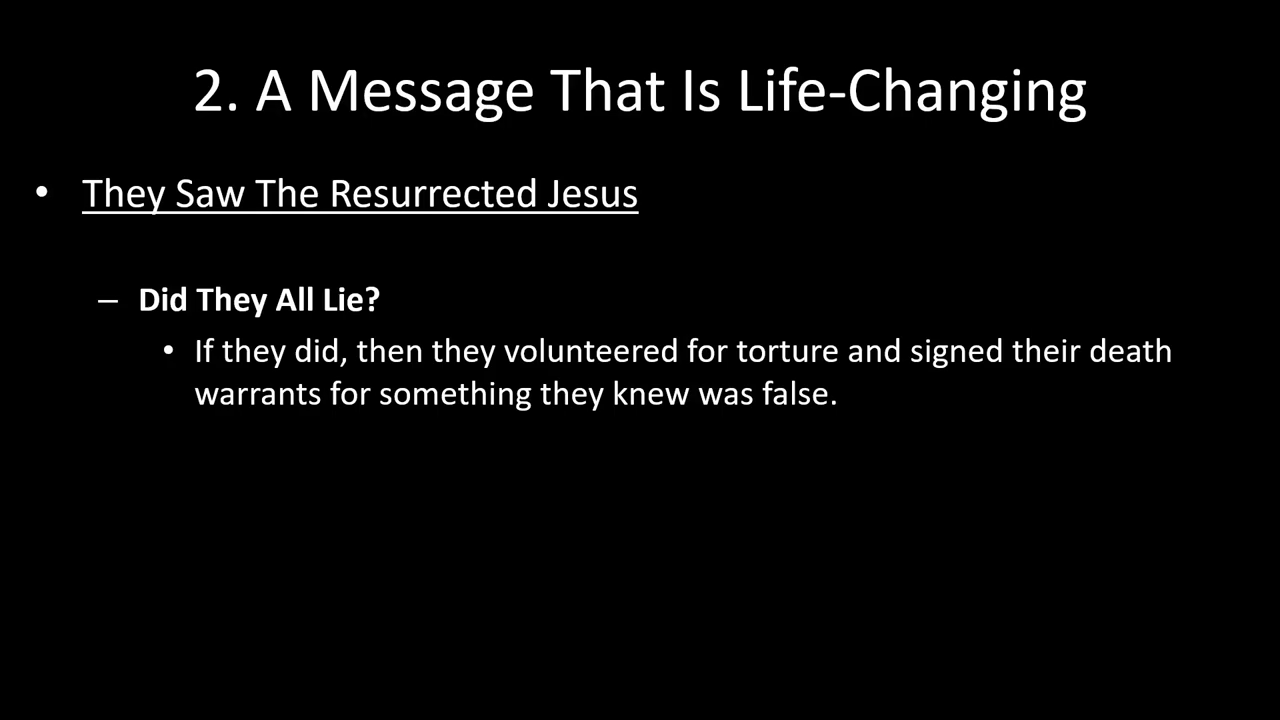 2. A Message That Is Life-Changing
• They Saw The Resurrected Jesus
– Did They All Lie?
• If they did, then they volunteered for torture and signed their death
warrants for something they knew was false.